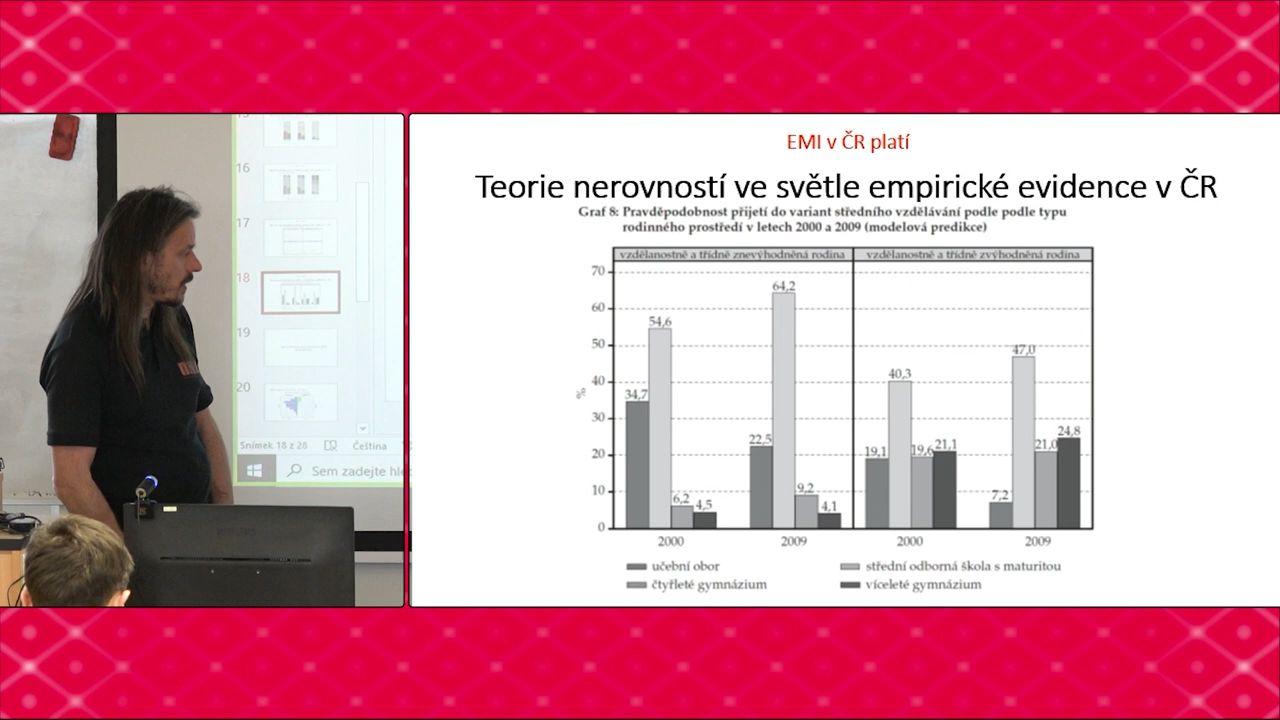 16
17
18
19
20
Snímek 18 z 28
Čeština
Sem zadejte hle
EMI v ČR platí
Teorie nerovností ve světle empirické evidence v ČR
Graf 8: Pravděpodobnost přijetí do variant středního vzdělávání podle podle typu
rodinného prostředí v letech 2000 a 2009 (modelová predikce)
vzdělanostně a třídně znevýhodněná rodina
vzdělanostně a třídně zvýhodněná rodina
%
70
60
50
40
30
20
10
0
34,7 54,6 6,2 4,5
22,5 64,2 9,2 4,1
19,1 40,3 19,6 21,1
7,2 47,0 21,0 24,8
2000 2009 2000 2009
učební obor
střední odborná škola s maturitou
čtyřleté gymnázium
víceleté gymnázium